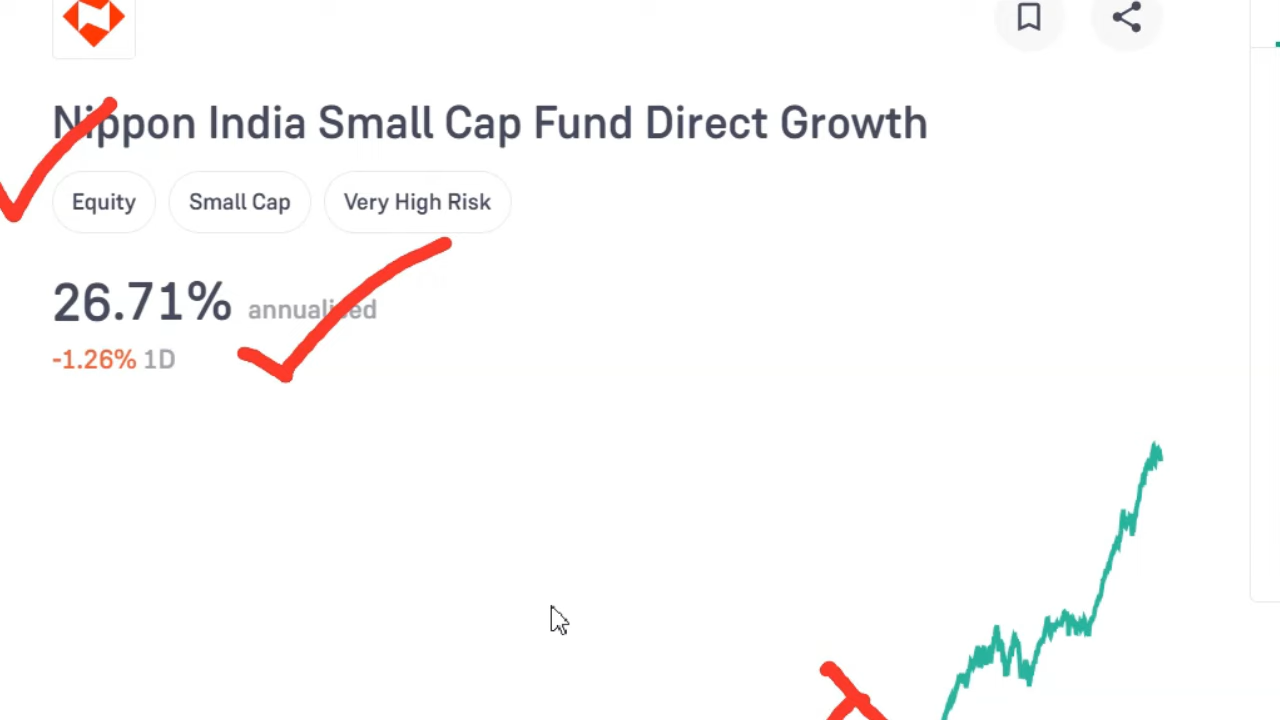 Nippon India Small Cap Fund Direct Growth
Equity Small Cap Very High Risk
26.71% annualised
-1.26% 1D